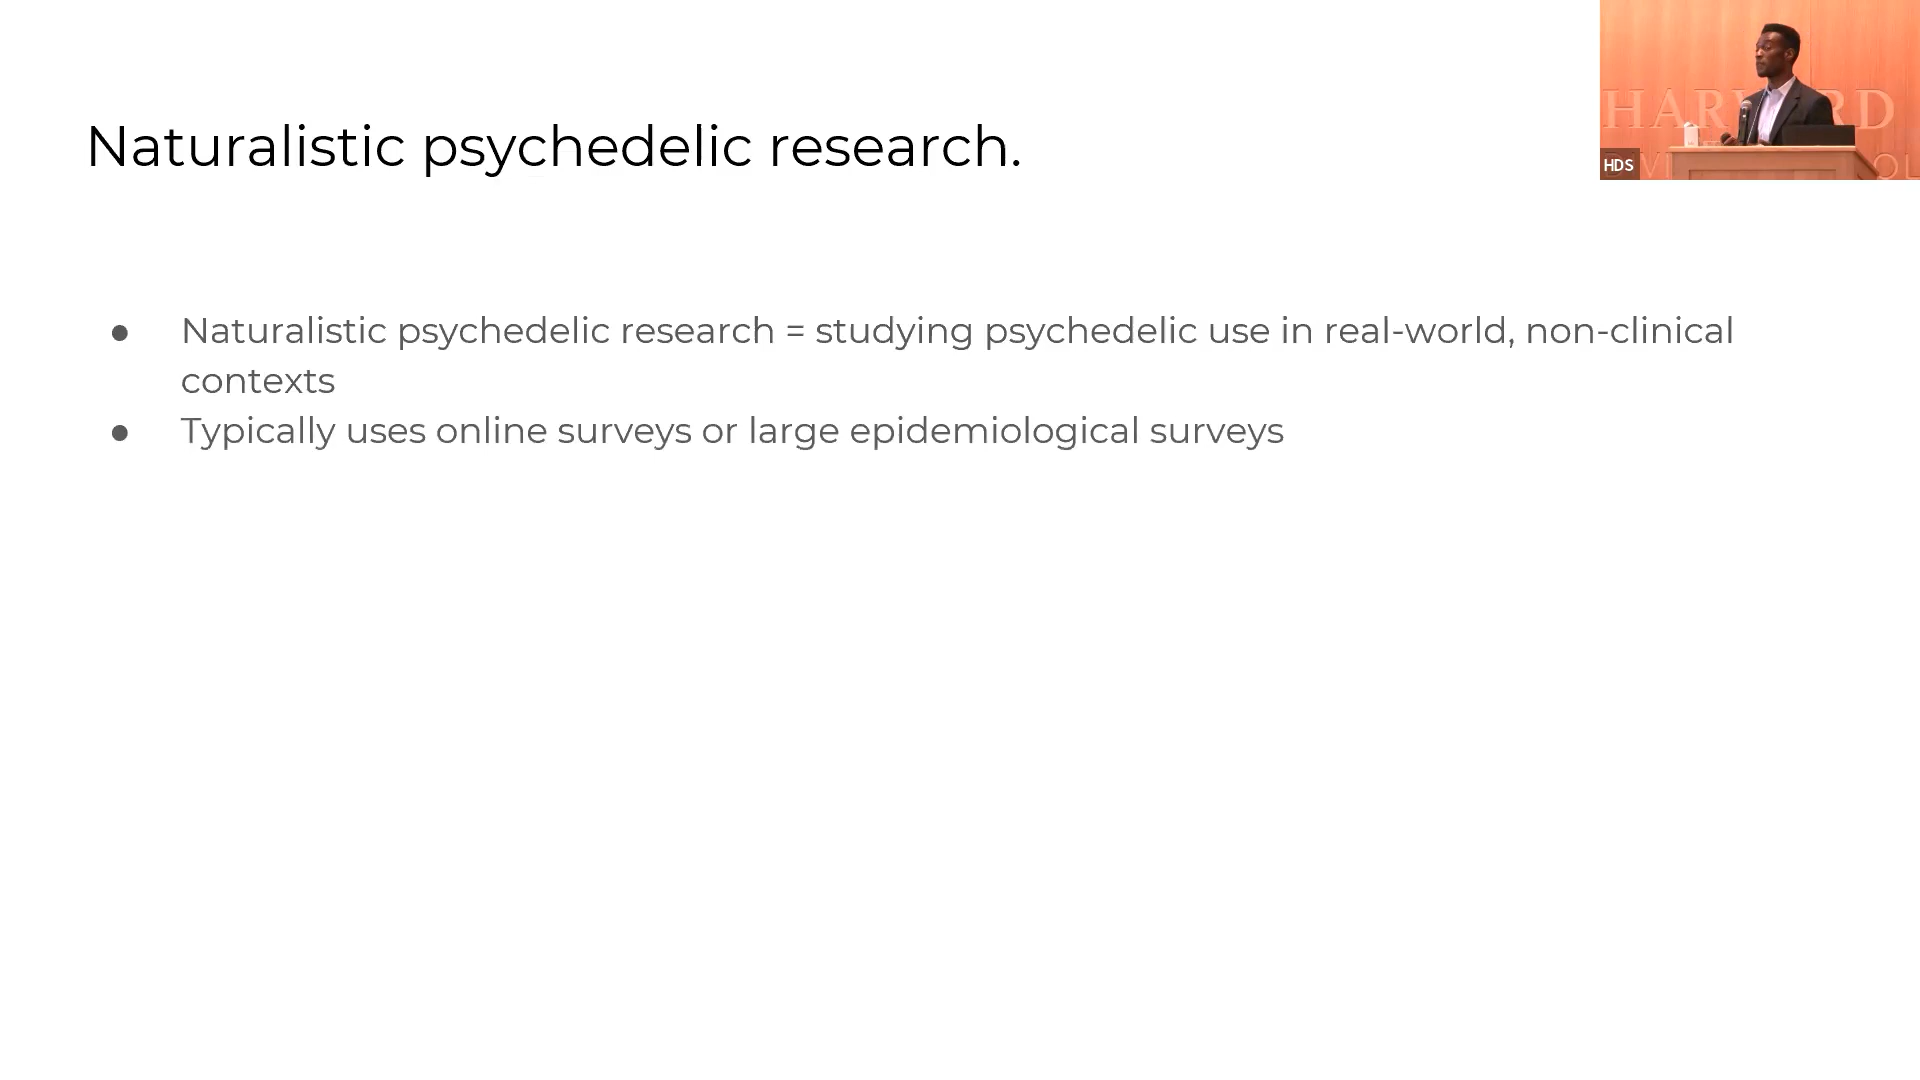 Naturalistic psychedelic research.
● Naturalistic psychedelic research = studying psychedelic use in real-world, non-clinical
contexts
● Typically uses online surveys or large epidemiological surveys
HDS